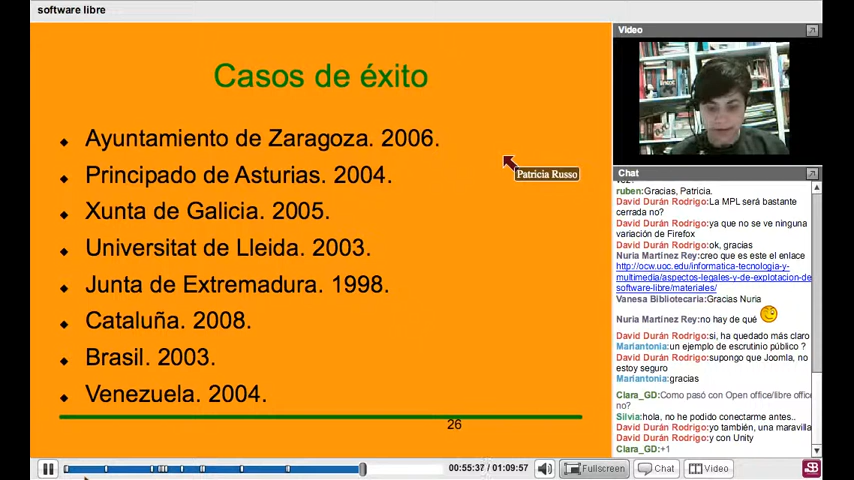 software libre
Casos de éxito
Ayuntamiento de Zaragoza. 2006.
Principado de Asturias. 2004.
Xunta de Galicia. 2005.
Universitat de Lleida. 2003.
Junta de Extremadura. 1998.
Cataluña. 2008.
Brasil. 2003.
Venezuela. 2004.
26
Patricia Russo
Video
Chat
ruben:Gracias, Patricia.
David Durán Rodrigo:La MPL será bastante
cerrada no?
David Durán Rodrigo:ya que no se ve ninguna
variación de Firefox
David Durán Rodrigo:ok, gracias
Nuria Martínez Rey:creo que es este el enlace
http://ocw.uoc.edu/informatica-tecnologia-y-
multimedia/aspectos-legales-y-de-explotacion-de
software-libre/materiales/
Vanesa Bibliotecaria:Gracias Nuria
Nuria Martínez Rey:no hay de qué
David Durán Rodrigo:si, ha quedado más claro
Mariantonia:un ejemplo de escrutinio público ?
David Durán Rodrigo:supongo que Joomla, no
estoy seguro
Mariantonia:gracias
Clara_GD:Como pasó con Open office/libre offic
no?
Silvia:hola, no he podido conectarme antes..
David Durán Rodrigo:yo también, una maravilla
David Durán Rodrigo:y con Unity
Clara_GD:+1
00:55:37 / 01:09:57
Fullscreen
Chat
Video